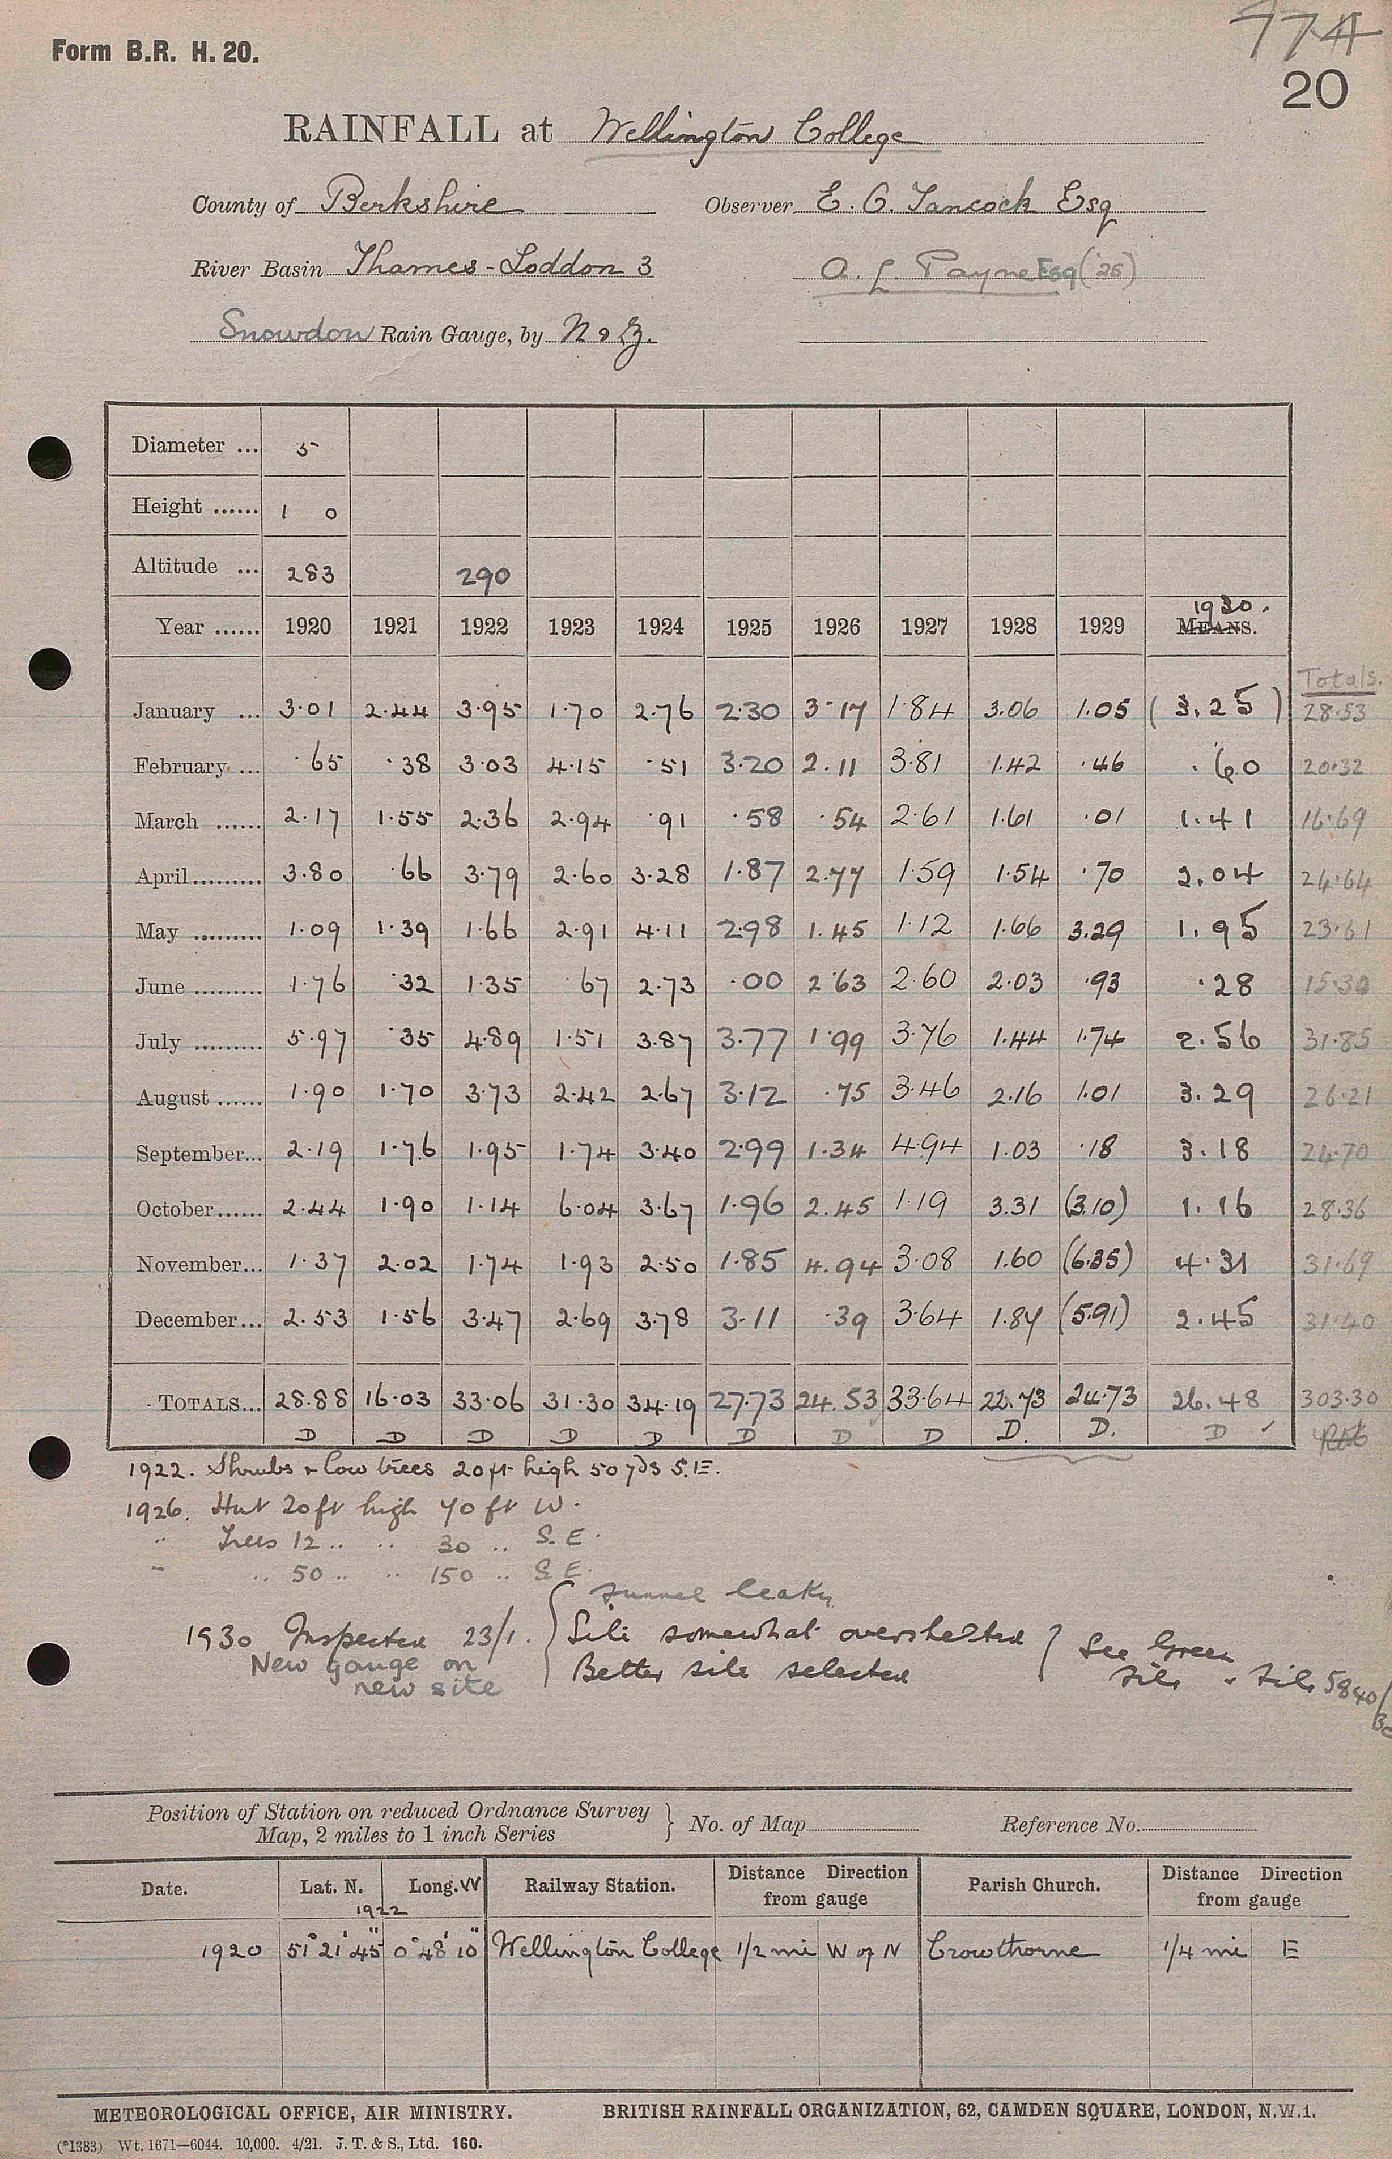 Form B.R. H. 20.
774
20
RAINFALL at Wellington College
County of Berkshire Observer E. C. Tancock Esq
River Basin Thames - Loddon 3 A. L Payne Esq ('26)
Snowdon Rain Gauge, by N & Z.
Diameter ... 5
Height ...... 1 0
Altitude ... 283 290
Year ...... 1920 1921 1922 1923 1924 1925 1926 1927 1928 1929 MEANS. 1930.
Totals.
January ... 3.01 2.44 3.95 1.70 2.76 2.30 3.17 1.84 3.06 1.05 (3.25) 28.53
February ... .65 .38 3.03 4.15 .51 3.20 2.11 3.81 1.42 .46 .60 20.32
March ...... 2.17 1.55 2.36 2.94 .91 .58 .54 2.61 1.61 .01 1.41 16.69
April......... 3.80 .66 3.79 2.60 3.28 1.87 2.77 1.59 1.54 .70 2.04 24.64
May ......... 1.09 1.39 1.66 2.91 4.11 2.98 1.45 1.12 1.66 3.29 1.95 23.61
June ......... 1.76 .32 1.35 .67 2.73 .00 2.63 2.60 2.03 .93 .28 15.30
July ......... 5.97 .35 4.89 1.51 3.87 3.77 1.99 3.76 1.44 1.74 2.56 31.85
August ...... 1.90 1.70 3.73 2.42 2.67 3.12 .75 3.46 2.16 1.01 3.29 26.21
September... 2.19 1.76 1.95 1.74 3.40 2.99 1.34 4.94 1.03 .18 3.18 24.70
October...... 2.44 1.90 1.14 6.04 3.67 1.96 2.45 1.19 3.31 (3.10) 1.16 28.36
November... 1.37 2.02 1.74 1.93 2.50 1.85 4.94 3.08 1.60 (6.35) 4.31 31.69
December... 2.53 1.56 3.47 2.69 3.78 3.11 .39 3.64 1.87 (5.91) 2.45 31.40
TOTALS... 28.88 16.03 33.06 31.30 34.19 27.73 24.53 33.64 22.73 24.73 26.48 303.30
D D D D D D D D D. D. D ✓
1922. Shrubs & low trees 20ft high 50 yds S.E.
1926. Hut 20ft high 70 ft W.
" Trees 12 .. .. 30 .. S.E.
" .. 50 .. .. 150 .. S.E.
funnel leaky
1930 Inspected 23/1. Site somewhat oversheltered See Green
New gauge on Better site selected file & file 5840/30
new site
Position of Station on reduced Ordnance Survey
Map, 2 miles to 1 inch Series
No. of Map Reference No.
Date. Lat. N. Long. W Railway Station. Distance Direction from gauge Parish Church. Distance Direction from gauge
1922
1920 51° 21' 45" 0° 48' 10" Wellington College 1/2 mi W of N Crowthorne 1/4 mi E
METEOROLOGICAL OFFICE, AIR MINISTRY. BRITISH RAINFALL ORGANIZATION, 62, CAMDEN SQUARE, LONDON, N.W.1.
(*1383) Wt. 1671—6044. 10,000. 4/21. J. T. & S., Ltd. 160.